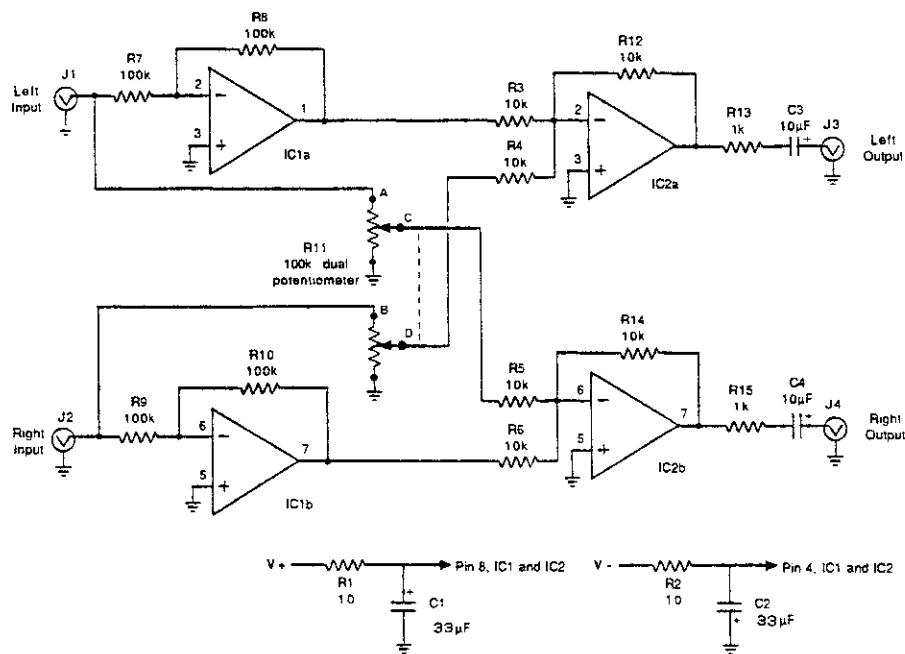 R8
100k
R7
100k
J1
Left
Input
2
3
1
IC1a
R12
10k
R3
10k
R4
10k
2
3
IC2a
R13
1k
C3
10µF
+
J3
Left
Output
A
C
R11
100k dual
potentiometer
B
D
R10
100k
R9
100k
J2
Right
Input
6
5
7
IC1b
R14
10k
R5
10k
R6
10k
6
5
7
IC2b
R15
1k
C4
10µF
+
J4
Right
Output
V +
R1
10
Pin 8, IC1 and IC2
+
C1
33µF
V -
R2
10
Pin 4, IC1 and IC2
C2
+
33µF